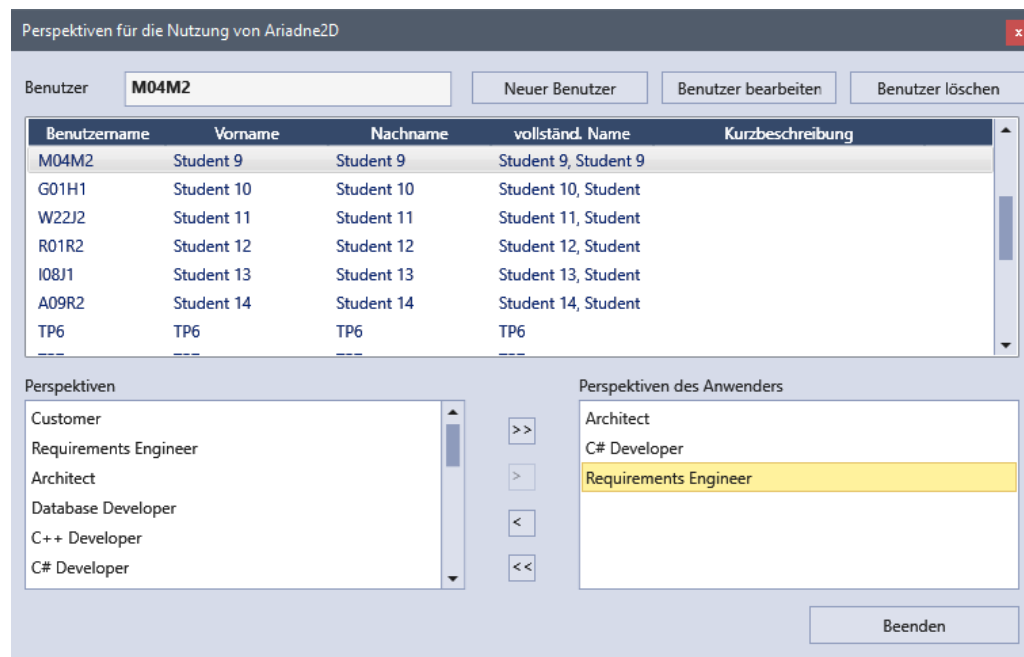 Perspektiven für die Nutzung von Ariadne2D
x
Benutzer M04M2 Neuer Benutzer Benutzer bearbeiten Benutzer löschen
Benutzername Vorname Nachname vollständ. Name Kurzbeschreibung
M04M2 Student 9 Student 9 Student 9, Student 9
G01H1 Student 10 Student 10 Student 10, Student
W22J2 Student 11 Student 11 Student 11, Student
R01R2 Student 12 Student 12 Student 12, Student
I08J1 Student 13 Student 13 Student 13, Student
A09R2 Student 14 Student 14 Student 14, Student
TP6 TP6 TP6 TP6
Perspektiven
Customer
Requirements Engineer
Architect
Database Developer
C++ Developer
C# Developer
>>
>
<
<<
Perspektiven des Anwenders
Architect
C# Developer
Requirements Engineer
Beenden